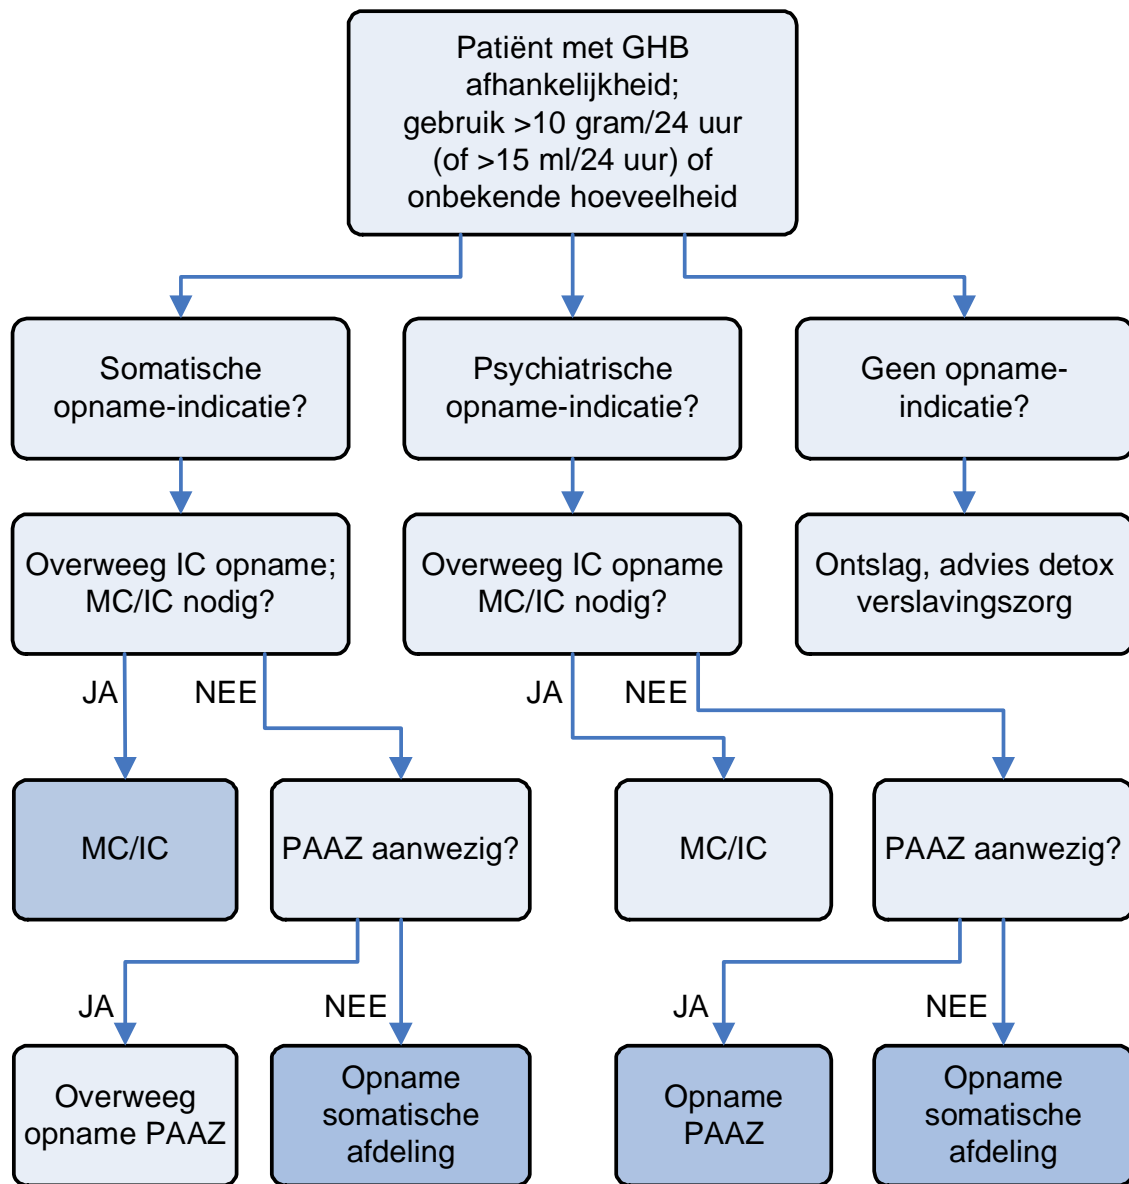 Patiënt met GHB
afhankelijkheid;
gebruik >10 gram/24 uur
(of >15 ml/24 uur) of
onbekende hoeveelheid
Somatische
opname-indicatie?
Psychiatrische
opname-indicatie?
Geen opname-
indicatie?
Overweeg IC opname;
MC/IC nodig?
Overweeg IC opname
MC/IC nodig?
Ontslag, advies detox
verslavingszorg
JA
NEE
JA
NEE
MC/IC
PAAZ aanwezig?
MC/IC
PAAZ aanwezig?
JA
NEE
JA
NEE
Overweeg
opname PAAZ
Opname
somatische
afdeling
Opname
PAAZ
Opname
somatische
afdeling